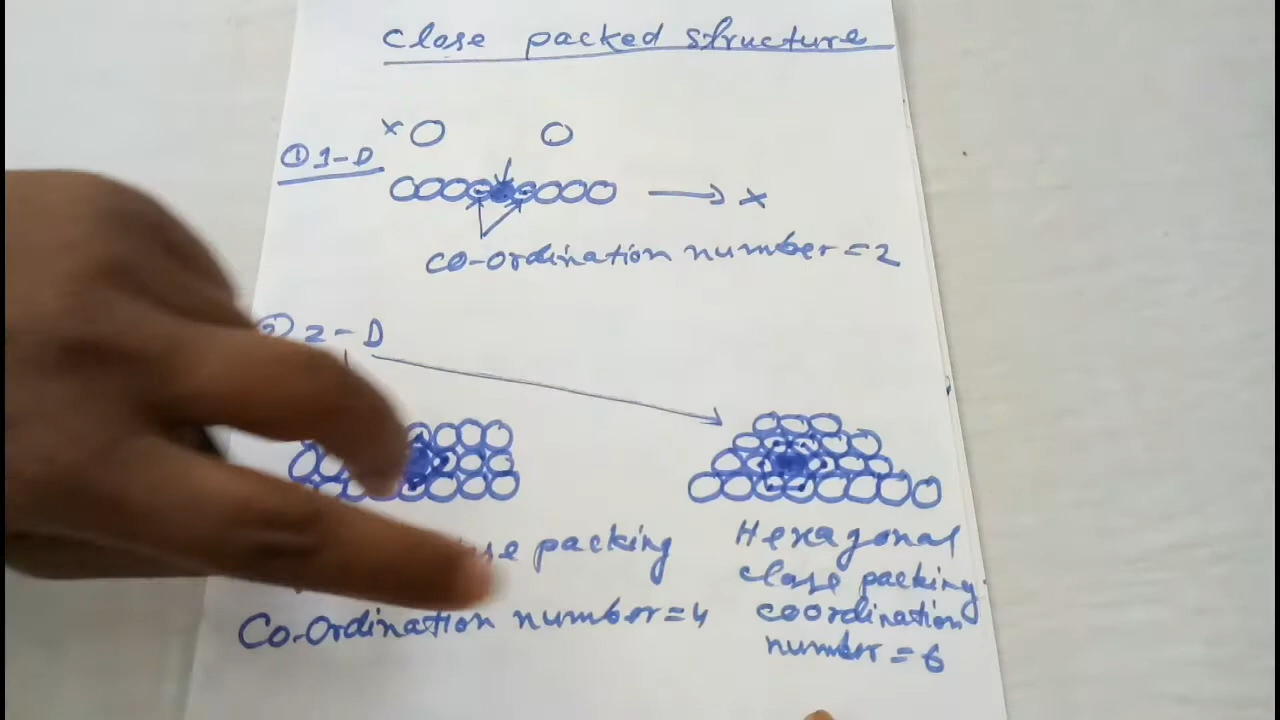 Close packed structure
x
① 1-D
x
Co-ordination number = 2
② 2-D
packing
Co-Ordination number = 4
Hexagonal
close packing
coordination
number = 6